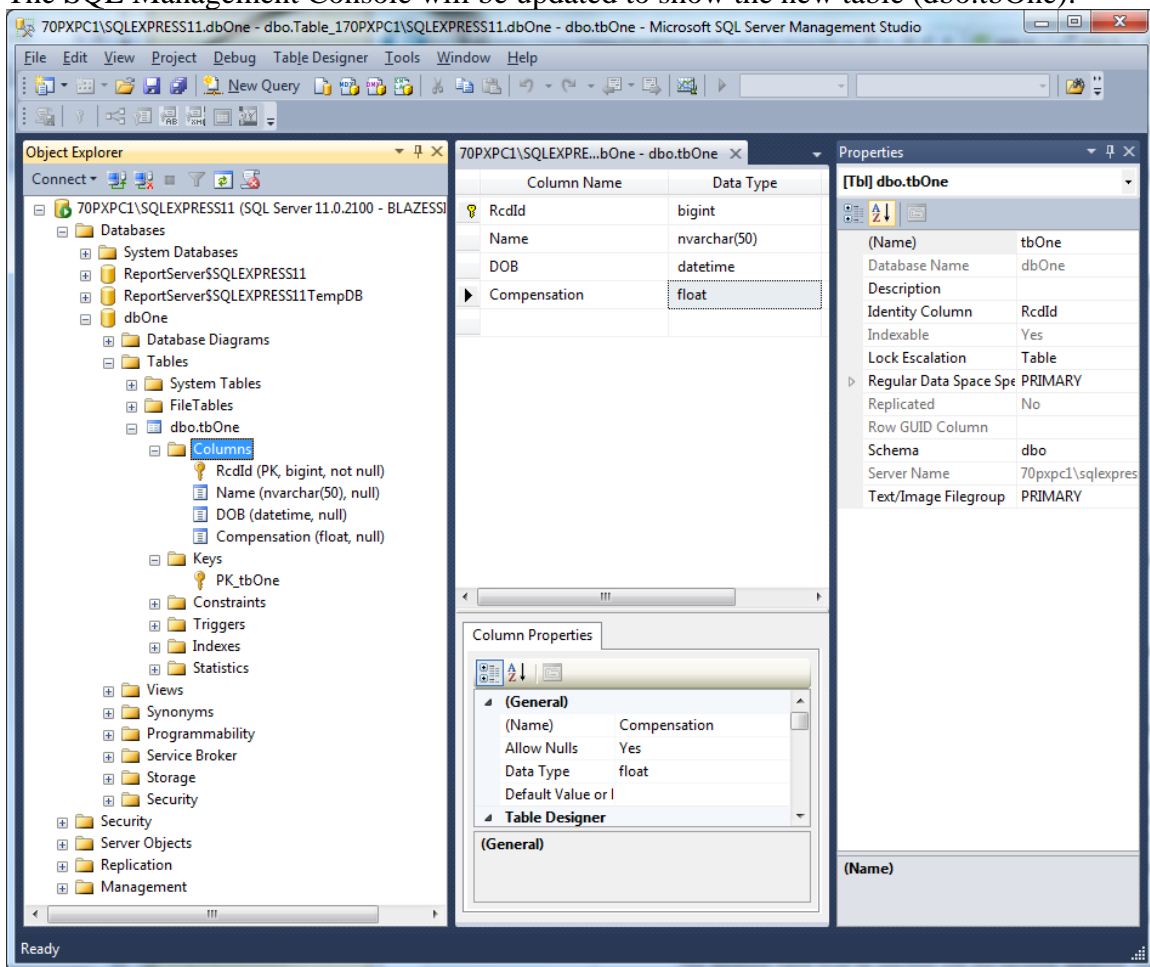 The SQL Management Console will be updated to show the new table (dbo.tbOne).
70PXPC1\SQLEXPRESS11.dbOne - dbo.Table_170PXPC1\SQLEXPRESS11.dbOne - dbo.tbOne - Microsoft SQL Server Management Studio
File Edit View Project Debug Table Designer Tools Window Help
New Query
Object Explorer
Connect
70PXPC1\SQLEXPRESS11 (SQL Server 11.0.2100 - BLAZESSI
Databases
System Databases
ReportServer$SQLEXPRESS11
ReportServer$SQLEXPRESS11TempDB
dbOne
Database Diagrams
Tables
System Tables
FileTables
dbo.tbOne
Columns
RcdId (PK, bigint, not null)
Name (nvarchar(50), null)
DOB (datetime, null)
Compensation (float, null)
Keys
PK_tbOne
Constraints
Triggers
Indexes
Statistics
Views
Synonyms
Programmability
Service Broker
Storage
Security
Security
Server Objects
Replication
Management
70PXPC1\SQLEXPRE...bOne - dbo.tbOne
Column Name Data Type
RcdId bigint
Name nvarchar(50)
DOB datetime
Compensation float
Column Properties
(General)
(Name) Compensation
Allow Nulls Yes
Data Type float
Default Value or
Table Designer
(General)
Properties
[Tbl] dbo.tbOne
(Name) tbOne
Database Name dbOne
Description
Identity Column RcdId
Indexable Yes
Lock Escalation Table
Regular Data Space Spe PRIMARY
Replicated No
Row GUID Column
Schema dbo
Server Name 70pxpc1\sqlexpres
Text/Image Filegroup PRIMARY
(Name)
Ready